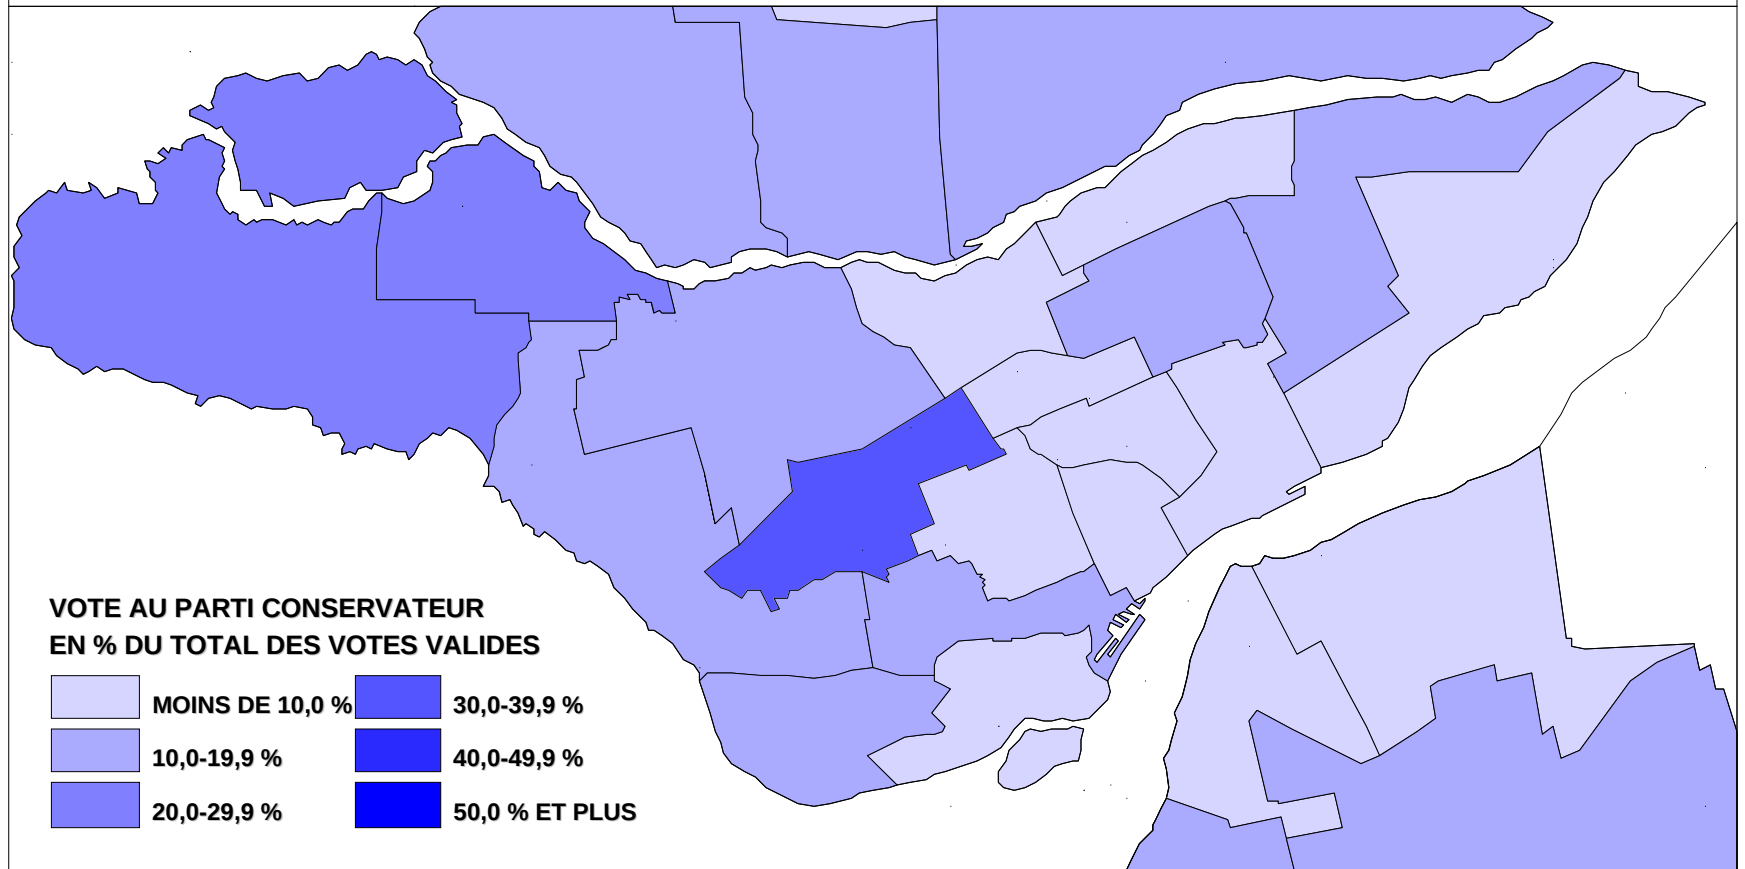 VOTE AU PARTI CONSERVATEUR
EN % DU TOTAL DES VOTES VALIDES
MOINS DE 10,0 %
10,0-19,9 %
20,0-29,9 %
30,0-39,9 %
40,0-49,9 %
50,0 % ET PLUS